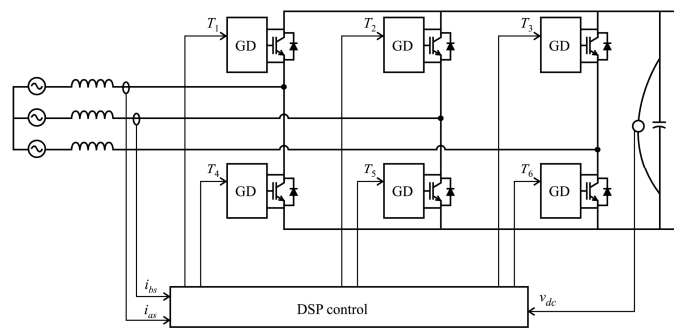 T1
T2
T3
GD
GD
GD
T4
T5
T6
GD
GD
GD
ibs
ias
DSP control
vdc